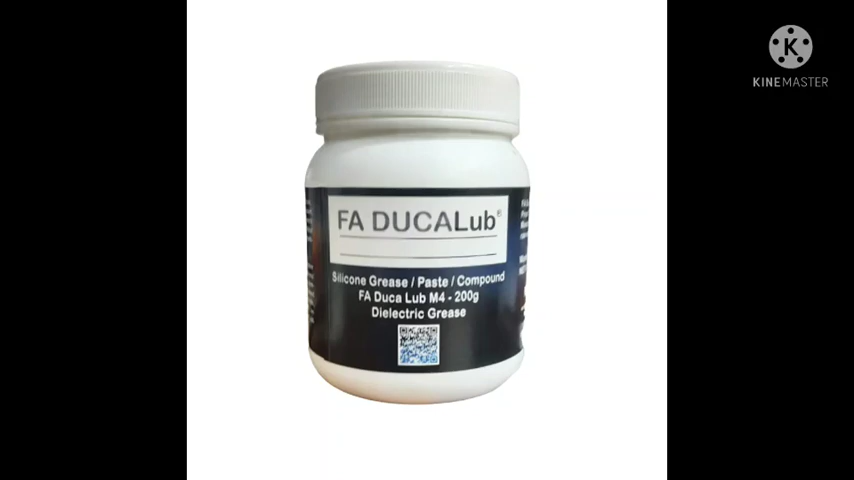 KINEMASTER
FA DUCALub®
Silicone Grease / Paste / Compound
FA Duca Lub M4 - 200g
Dielectric Grease